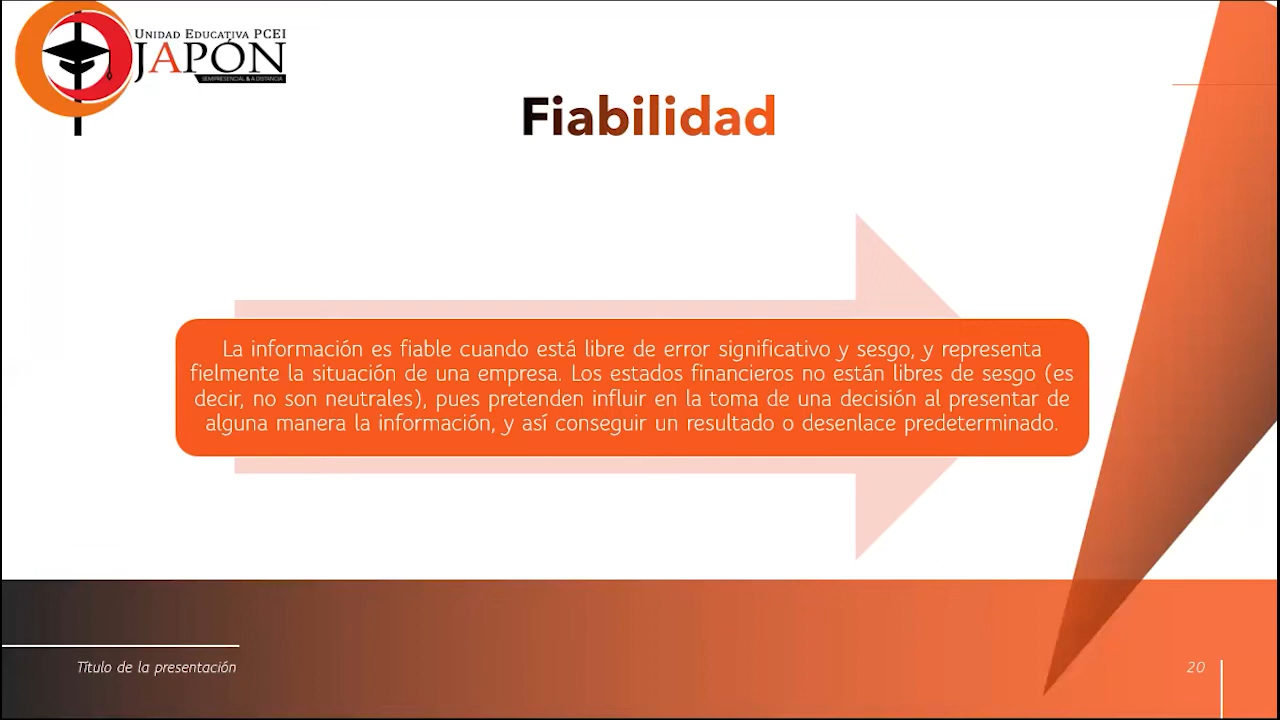 UNIDAD EDUCATIVA PCEI
JAPÓN
SEMIPRESENCIAL & A DISTANCIA
Fiabilidad
La información es fiable cuando está libre de error significativo y sesgo, y representa
fielmente la situación de una empresa. Los estados financieros no están libres de sesgo (es
decir, no son neutrales), pues pretenden influir en la toma de una decisión al presentar de
alguna manera la información, y así conseguir un resultado o desenlace predeterminado.
Título de la presentación
20